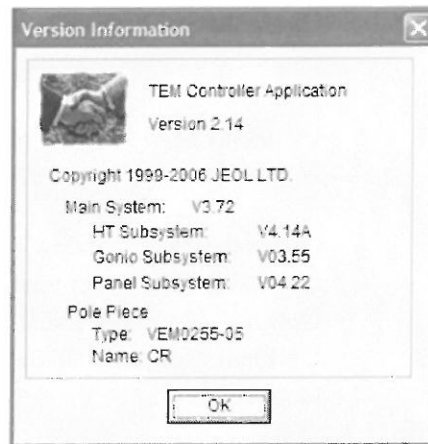 Version Information
TEM Controller Application
Version 2.14
Copyright 1999-2006 JEOL LTD.
Main System: V3.72
HT Subsystem: V4.14A
Gonio Subsystem: V03.55
Panel Subsystem: V04.22
Pole Piece
Type: VEM0255-05
Name: CR
OK